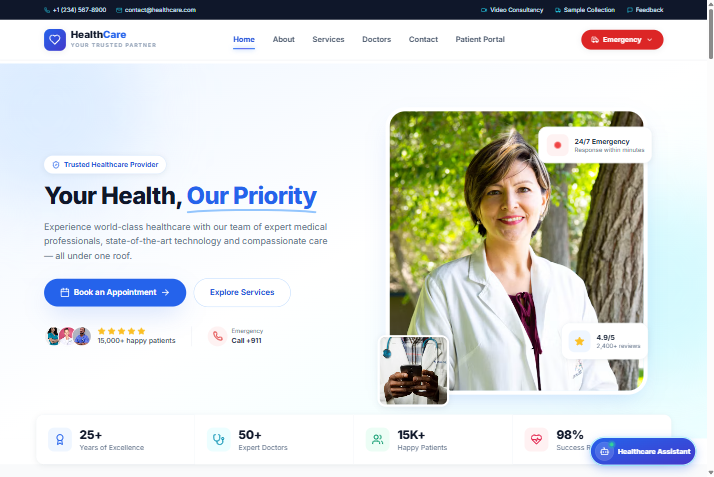 +1 (234) 567-8900 contact@healthcare.com Video Consultancy Sample Collection Feedback
HealthCare
YOUR TRUSTED PARTNER
Home About Services Doctors Contact Patient Portal Emergency
24/7 Emergency
Response within minutes
Trusted Healthcare Provider
Your Health, Our Priority
Experience world-class healthcare with our team of expert medical
professionals, state-of-the-art technology and compassionate care
— all under one roof.
Book an Appointment Explore Services
15,000+ happy patients
Emergency
Call +911
4.9/5
2,400+ reviews
25+
Years of Excellence
50+
Expert Doctors
15K+
Happy Patients
98%
Success
Healthcare Assistant